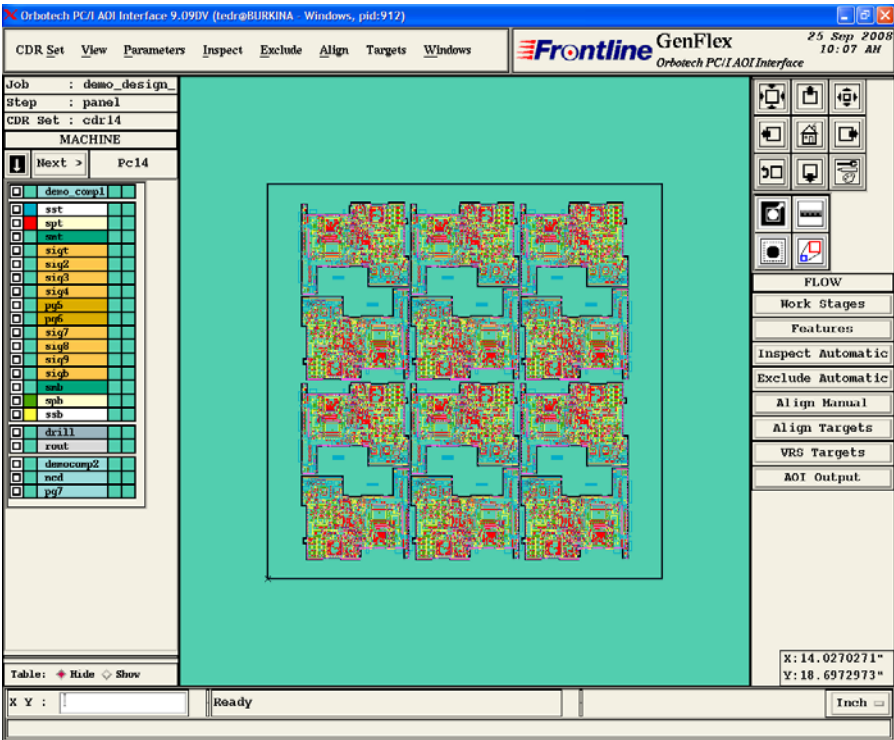 Orbotech PC/I AOI Interface 9.09DV (tedr@BURKINA - Windows, pid:912)
CDR Set View Parameters Inspect Exclude Align Targets Windows
Frontline GenFlex
Orbotech PC/I AOI Interface
25 Sep 2008
10:07 AM
Job : demo_design_
Step : panel
CDR Set : cdr14
MACHINE
Next > Pc14
demo_comp1
sst
spt
smt
sigt
sig2
sig3
sig4
pg5
pg6
sig7
sig8
sig9
sigb
smb
spb
ssb
drill
rout
democomp2
ncd
pg7
FLOW
Work Stages
Features
Inspect Automatic
Exclude Automatic
Align Manual
Align Targets
VRS Targets
AOI Output
X:14.0270271"
Y:18.6972973"
Table: Hide Show
X Y :
Ready
Inch